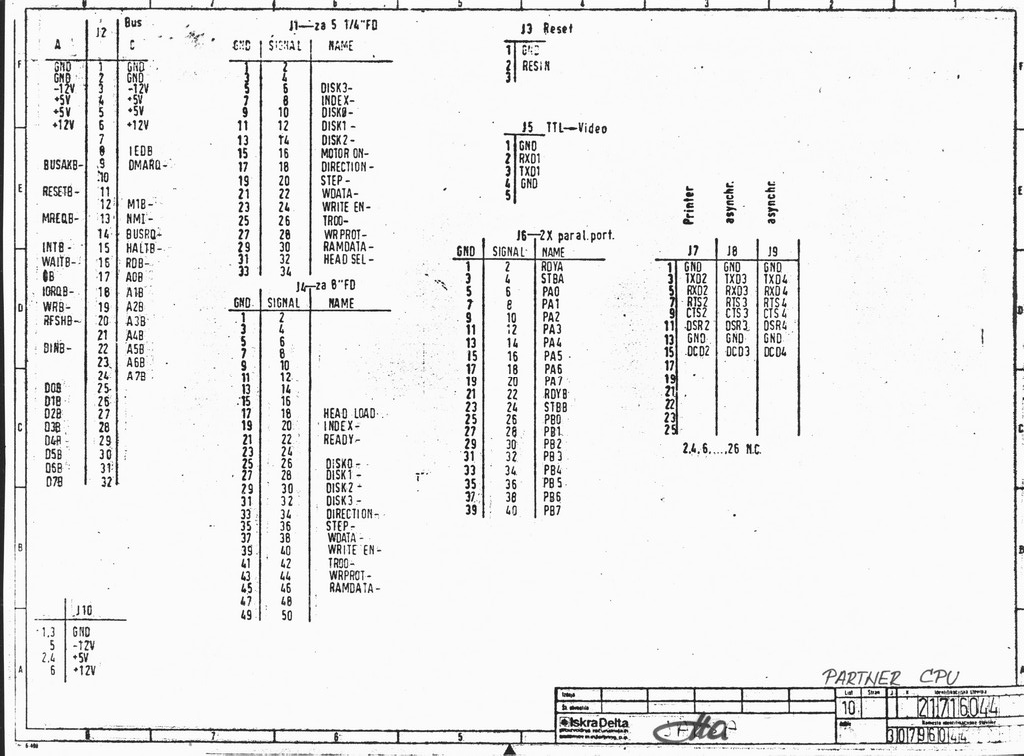 J2 Bus
A C
GND 1 GND
GND 2 GND
-12V 3 -12V
+5V 4 +5V
+5V 5 +5V
+12V 6 +12V
7
8 IEDB
BUSAKB- 9 DMARQ-
10
RESETB- 11
12 M1B-
MREQB- 13 NMI-
14 BUSRQ-
INTB- 15 HALTB-
WAITB- 16 RDB-
17 A0B
IORQB- 18 A1B
WRB- 19 A2B
RFSHB- 20 A3B
21 A4B
BINB- 22 A5B
23 A6B
24 A7B
D0B 25
D1B 26
D2B 27
D3B 28
D4B 29
D5B 30
D6B 31
D7B 32
J10
1,3 GND
5 -12V
2,4 +5V
6 +12V
J1-za 5 1/4"FD
GND SIGNAL NAME
1 2
3 4
5 6 DISK3-
7 8 INDEX-
9 10 DISK0-
11 12 DISK1-
13 14 DISK2-
15 16 MOTOR ON-
17 18 DIRECTION-
19 20 STEP-
21 22 WDATA-
23 24 WRITE EN-
25 26 TR00-
27 28 WRPROT-
29 30 RAMDATA-
31 32 HEAD SEL-
33 34
J4-za 8"FD
GND SIGNAL NAME
1 2
3 4
5 6
7 8
9 10
11 12
13 14
15 16
17 18 HEAD LOAD
19 20 INDEX-
21 22 READY-
23 24
25 26 DISK0-
27 28 DISK1-
29 30 DISK2-
31 32 DISK3-
33 34 DIRECTION-
35 36 STEP-
37 38 WDATA-
39 40 WRITE EN-
41 42 TR00-
43 44 WRPROT-
45 46 RAMDATA-
47 48
49 50
J3 Reset
1 GND
2 RESIN
3
J5 TTL-Video
1 GND
2 RXD1
3 TXD1
4 GND
5
J6-2X paral.port.
GND SIGNAL NAME
1 2 RDYA
3 4 STBA
5 6 PA0
7 8 PA1
9 10 PA2
11 12 PA3
13 14 PA4
15 16 PA5
17 18 PA6
19 20 PA7
21 22 RDYB
23 24 STBB
25 26 PB0
27 28 PB1
29 30 PB2
31 32 PB3
33 34 PB4
35 36 PB5
37 38 PB6
39 40 PB7
Printer asynchr. asynchr.
J7 J8 J9
1 GND GND GND
3 TXD2 TXD3 TXD4
5 RXD2 RXD3 RXD4
7 RTS2 RTS3 RTS4
9 CTS2 CTS3 CTS4
11 DSR2 DSR3 DSR4
13 GND GND GND
15 DCD2 DCD3 DCD4
17
19
21
22
23
25
2,4,6,...,26 N.C.
PARTNER CPU
List Stran
10 21716044
IskraDelta
30796044